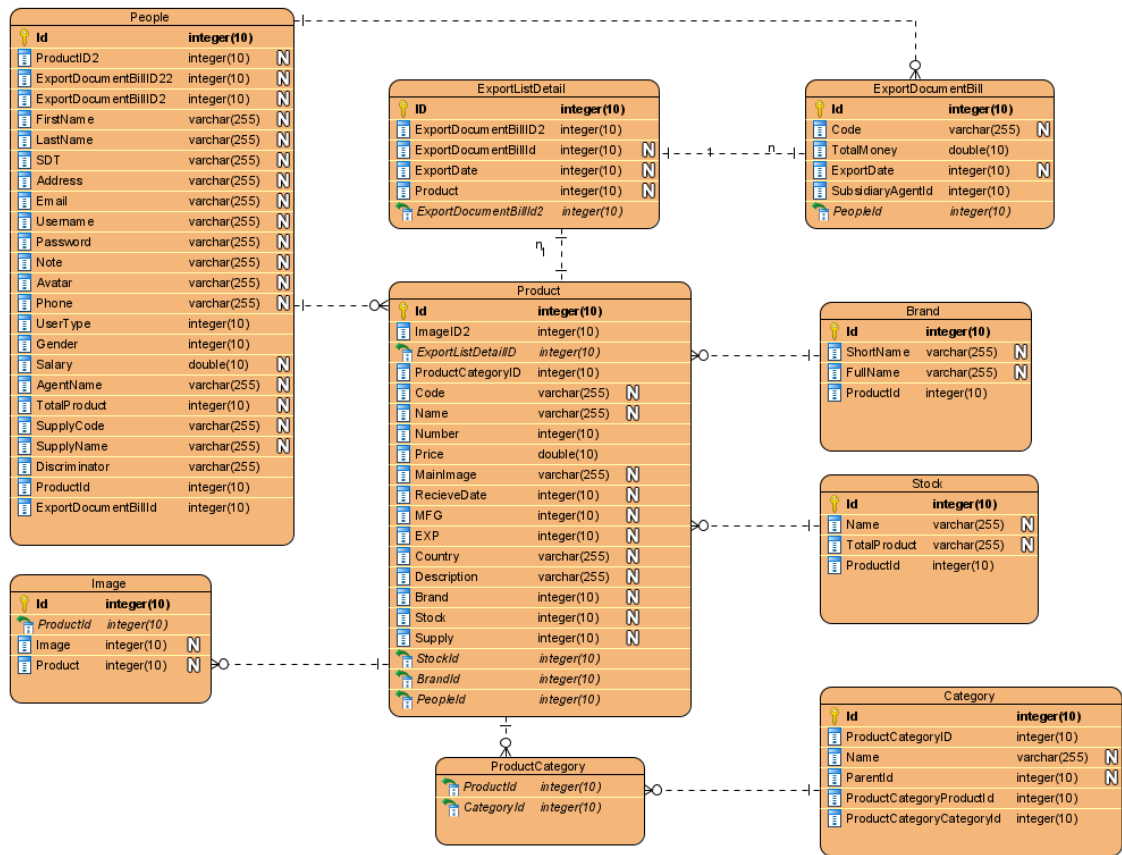 People
Id integer(10)
ProductID2 integer(10) N
ExportDocumentBillID22 integer(10) N
ExportDocumentBillID2 integer(10) N
FirstName varchar(255) N
LastName varchar(255) N
SDT varchar(255) N
Address varchar(255) N
Email varchar(255) N
Username varchar(255) N
Password varchar(255) N
Note varchar(255) N
Avatar varchar(255) N
Phone varchar(255) N
UserType integer(10)
Gender integer(10)
Salary double(10) N
AgentName varchar(255) N
TotalProduct integer(10) N
SupplyCode varchar(255) N
SupplyName varchar(255) N
Discriminator varchar(255)
ProductId integer(10)
ExportDocumentBillId integer(10)
ExportListDetail
ID integer(10)
ExportDocumentBillID2 integer(10)
ExportDocumentBillId integer(10) N
ExportDate integer(10) N
Product integer(10) N
ExportDocumentBillId2 integer(10)
1 n
ExportDocumentBill
Id integer(10)
Code varchar(255) N
TotalMoney double(10)
ExportDate integer(10) N
SubsidiaryAgentId integer(10)
PeopleId integer(10)
n 1
Product
Id integer(10)
ImageID2 integer(10)
ExportListDetailID integer(10)
ProductCategoryID integer(10)
Code varchar(255) N
Name varchar(255) N
Number integer(10)
Price double(10)
MainImage varchar(255) N
RecieveDate integer(10) N
MFG integer(10) N
EXP integer(10) N
Country varchar(255) N
Description varchar(255) N
Brand integer(10) N
Stock integer(10) N
Supply integer(10) N
StockId integer(10)
BrandId integer(10)
PeopleId integer(10)
Brand
Id integer(10)
ShortName varchar(255) N
FullName varchar(255) N
ProductId integer(10)
Stock
Id integer(10)
Name varchar(255) N
TotalProduct varchar(255) N
ProductId integer(10)
Image
Id integer(10)
ProductId integer(10)
Image integer(10) N
Product integer(10) N
ProductCategory
ProductId integer(10)
CategoryId integer(10)
Category
Id integer(10)
ProductCategoryID integer(10)
Name varchar(255) N
ParentId integer(10) N
ProductCategoryProductId integer(10)
ProductCategoryCategoryId integer(10)